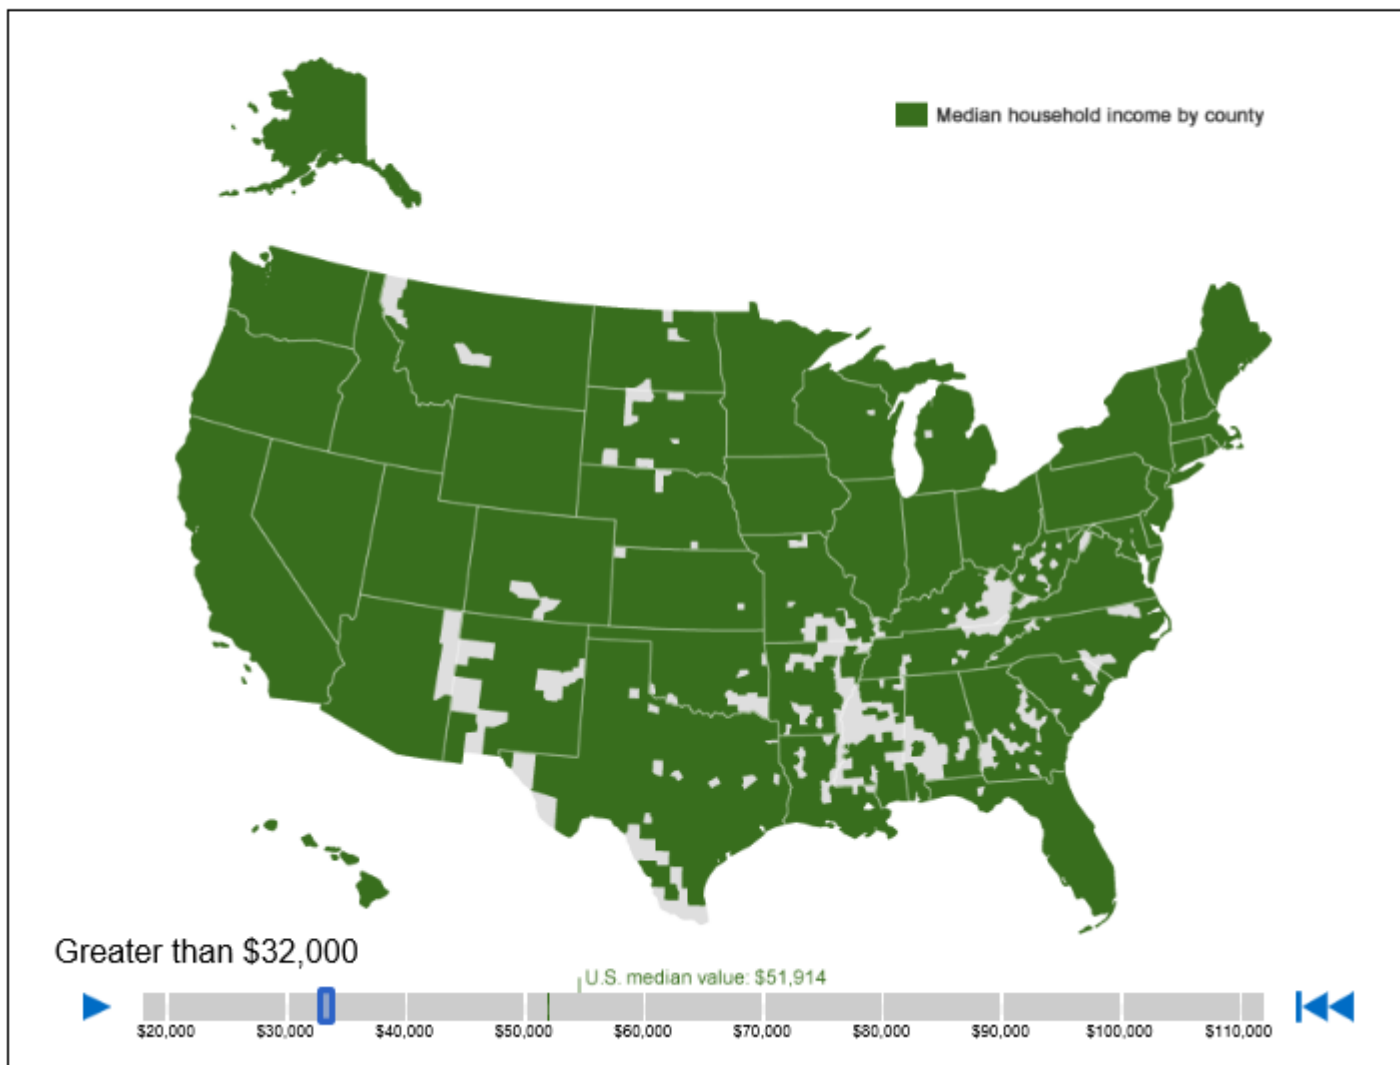 Median household income by county
Greater than $32,000
U.S. median value: $51,914
$20,000 $30,000 $40,000 $50,000 $60,000 $70,000 $80,000 $90,000 $100,000 $110,000